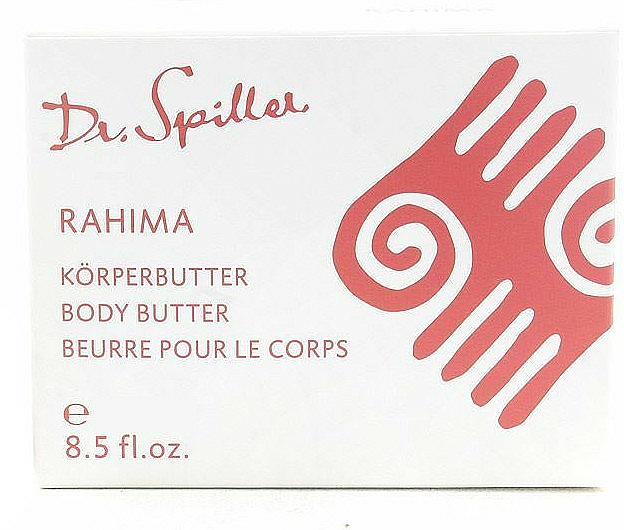 Dr. Spiller
RAHIMA
KÖRPERBUTTER
BODY BUTTER
BEURRE POUR LE CORPS
℮
8.5 fl.oz.